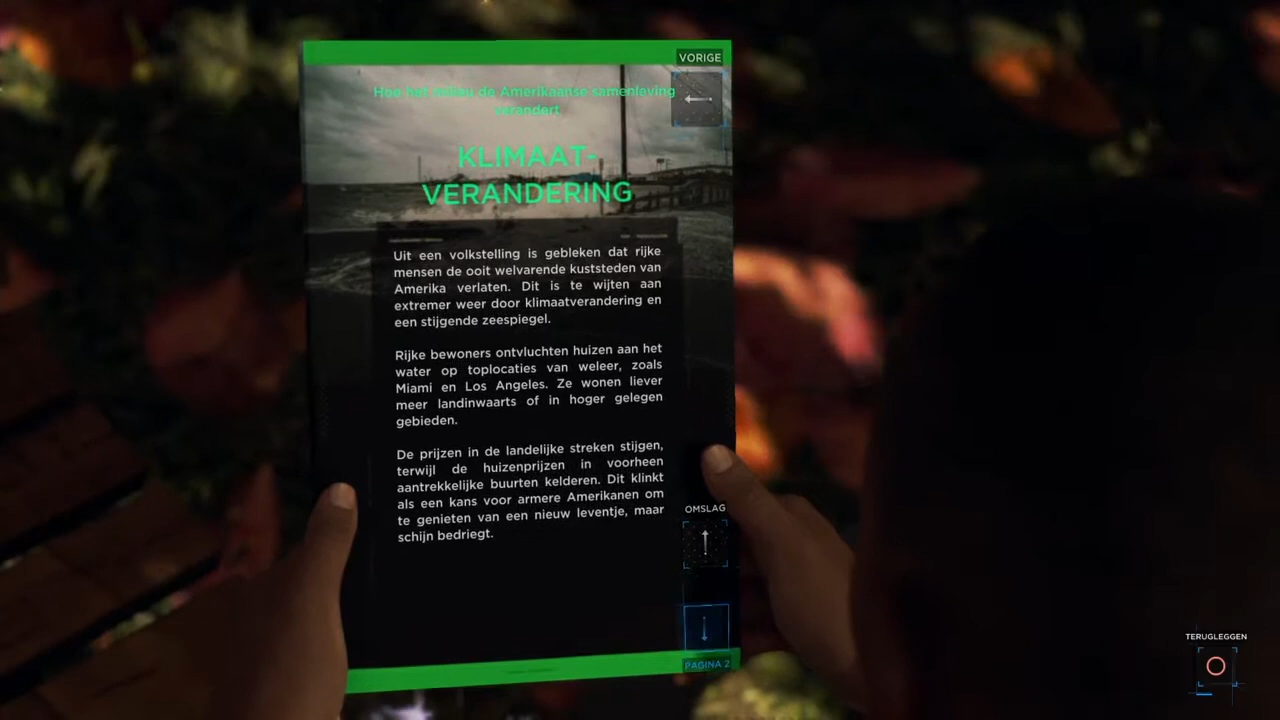 VORIGE
Hoe het milieu de Amerikaanse samenleving
verandert
KLIMAAT-
VERANDERING
Uit een volkstelling is gebleken dat rijke
mensen de ooit welvarende kuststeden van
Amerika verlaten. Dit is te wijten aan
extremer weer door klimaatverandering en
een stijgende zeespiegel.
Rijke bewoners ontvluchten huizen aan het
water op toplocaties van weleer, zoals
Miami en Los Angeles. Ze wonen liever
meer landinwaarts of in hoger gelegen
gebieden.
De prijzen in de landelijke streken stijgen,
terwijl de huizenprijzen in voorheen
aantrekkelijke buurten kelderen. Dit klinkt
als een kans voor armere Amerikanen om
te genieten van een nieuw leventje, maar
schijn bedriegt.
OMSLAG
PAGINA 2
TERUGLEGGEN